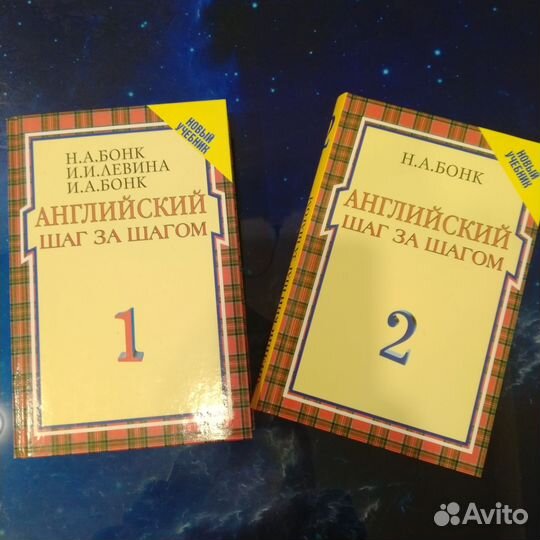 НОВЫЙ
УЧЕБНИК
Н.А.БОНК
И.И.ЛЕВИНА
И.А.БОНК
АНГЛИЙСКИЙ
ШАГ ЗА ШАГОМ
1
НОВЫЙ
УЧЕБНИК
Н.А.БОНК
АНГЛИЙСКИЙ
ШАГ ЗА ШАГОМ
2
2
Avito